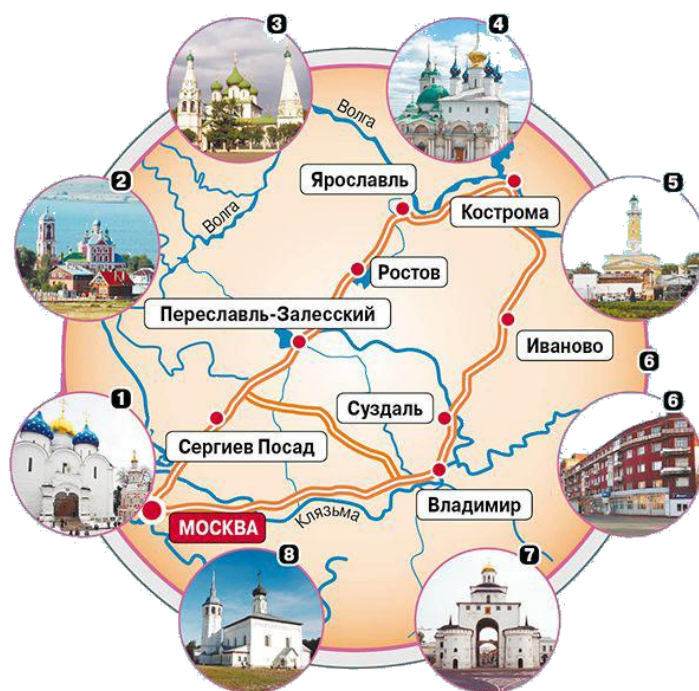 3
4
Волга
2
Ярославль
5
Кострома
Волга
Ростов
Переславль-Залесский
Иваново
6
1
Суздаль
6
Сергиев Посад
Владимир
МОСКВА
Клязьма
8
7